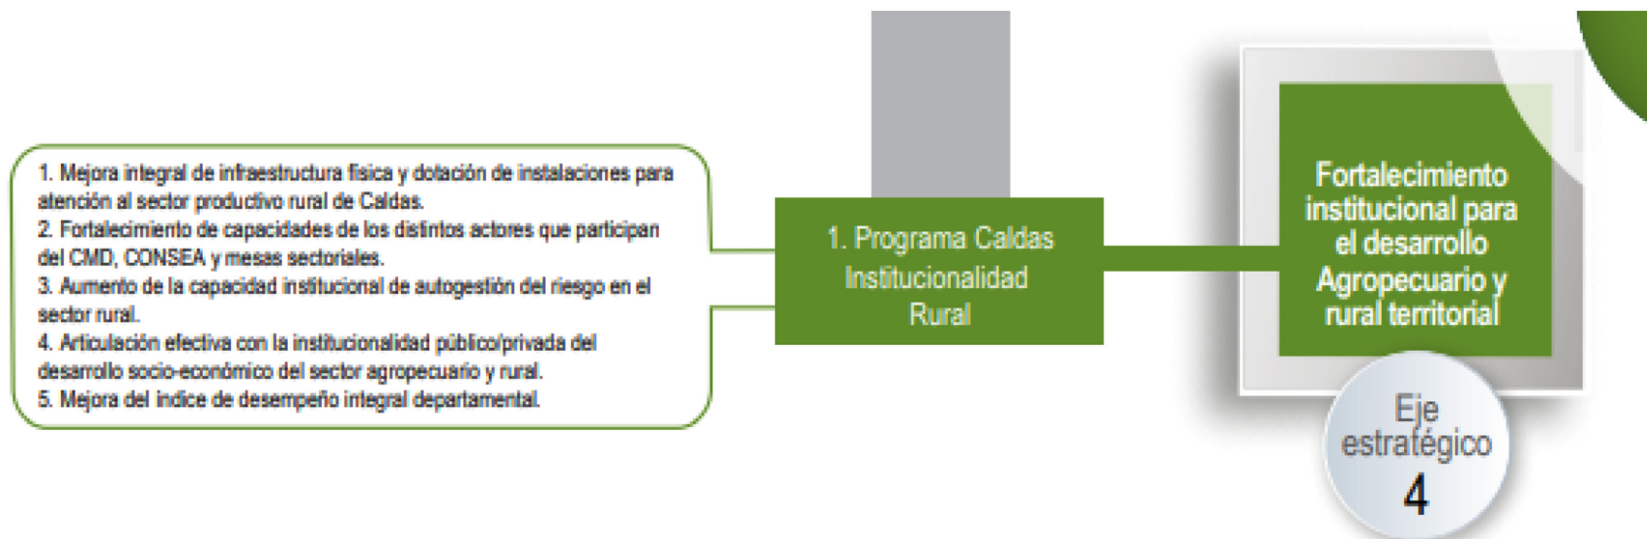 1. Mejora integral de infraestructura física y dotación de instalaciones para
atención al sector productivo rural de Caldas.
2. Fortalecimiento de capacidades de los distintos actores que participan
del CMD, CONSEA y mesas sectoriales.
3. Aumento de la capacidad institucional de autogestión del riesgo en el
sector rural.
4. Articulación efectiva con la institucionalidad público/privada del
desarrollo socio-económico del sector agropecuario y rural.
5. Mejora del índice de desempeño integral departamental.
1. Programa Caldas
Institucionalidad
Rural
Fortalecimiento
institucional para
el desarrollo
Agropecuario y
rural territorial
Eje
estratégico
4